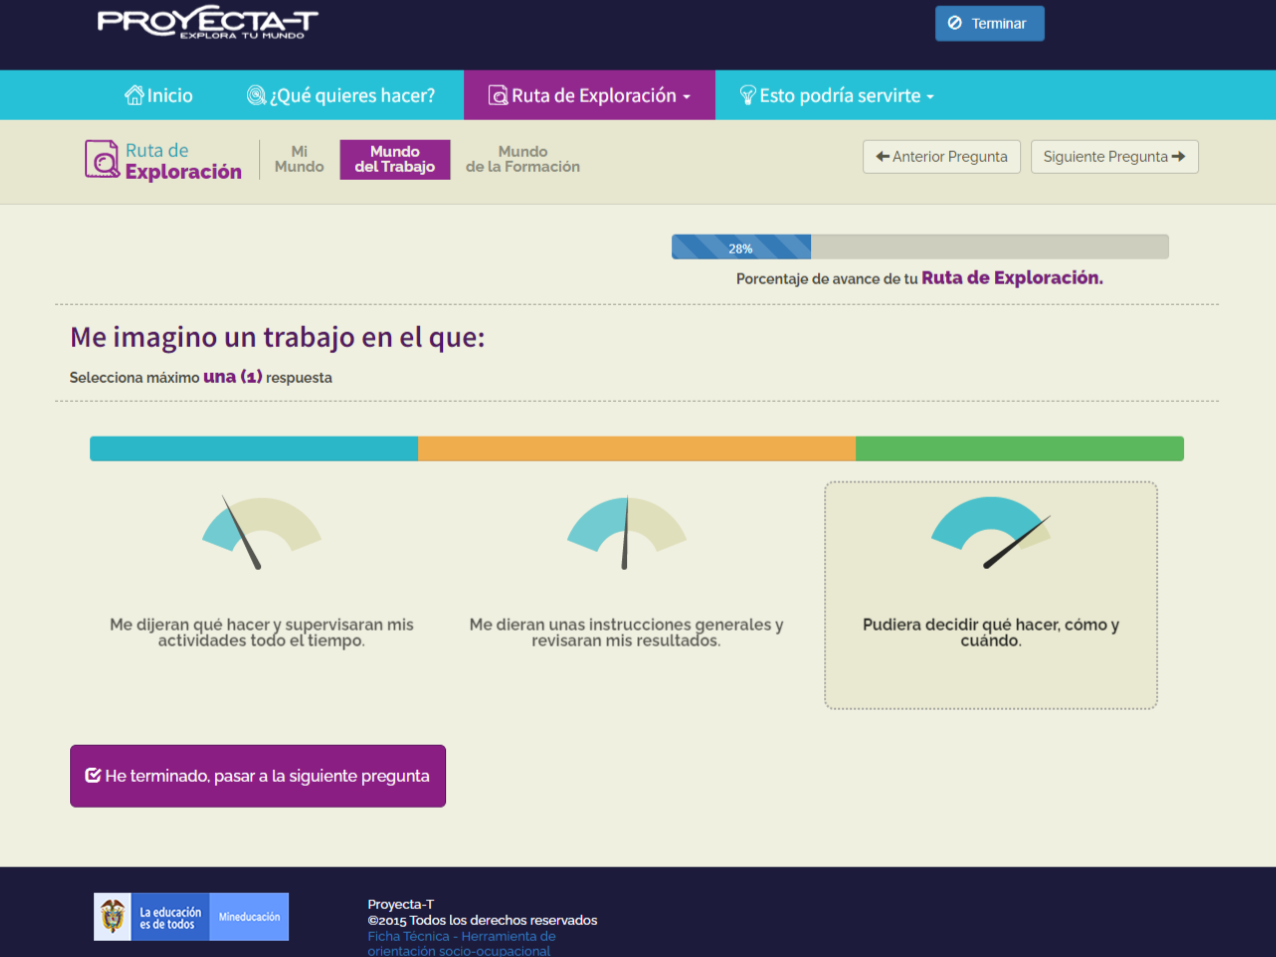 PROYECTA-T
EXPLORA TU MUNDO
Terminar
Inicio
¿Qué quieres hacer?
Ruta de Exploración
Esto podría servirte
Ruta de
Exploración
Mi
Mundo
Mundo
del Trabajo
Mundo
de la Formación
Anterior Pregunta
Siguiente Pregunta
28%
Porcentaje de avance de tu Ruta de Exploración.
Me imagino un trabajo en el que:
Selecciona máximo una (1) respuesta
Me dijeran qué hacer y supervisaran mis
actividades todo el tiempo.
Me dieran unas instrucciones generales y
revisaran mis resultados.
Pudiera decidir qué hacer, cómo y
cuándo.
He terminado, pasar a la siguiente pregunta
La educación
es de todos
Mineducación
Proyecta-T
©2015 Todos los derechos reservados
Ficha Técnica - Herramienta de
orientación socio-ocupacional